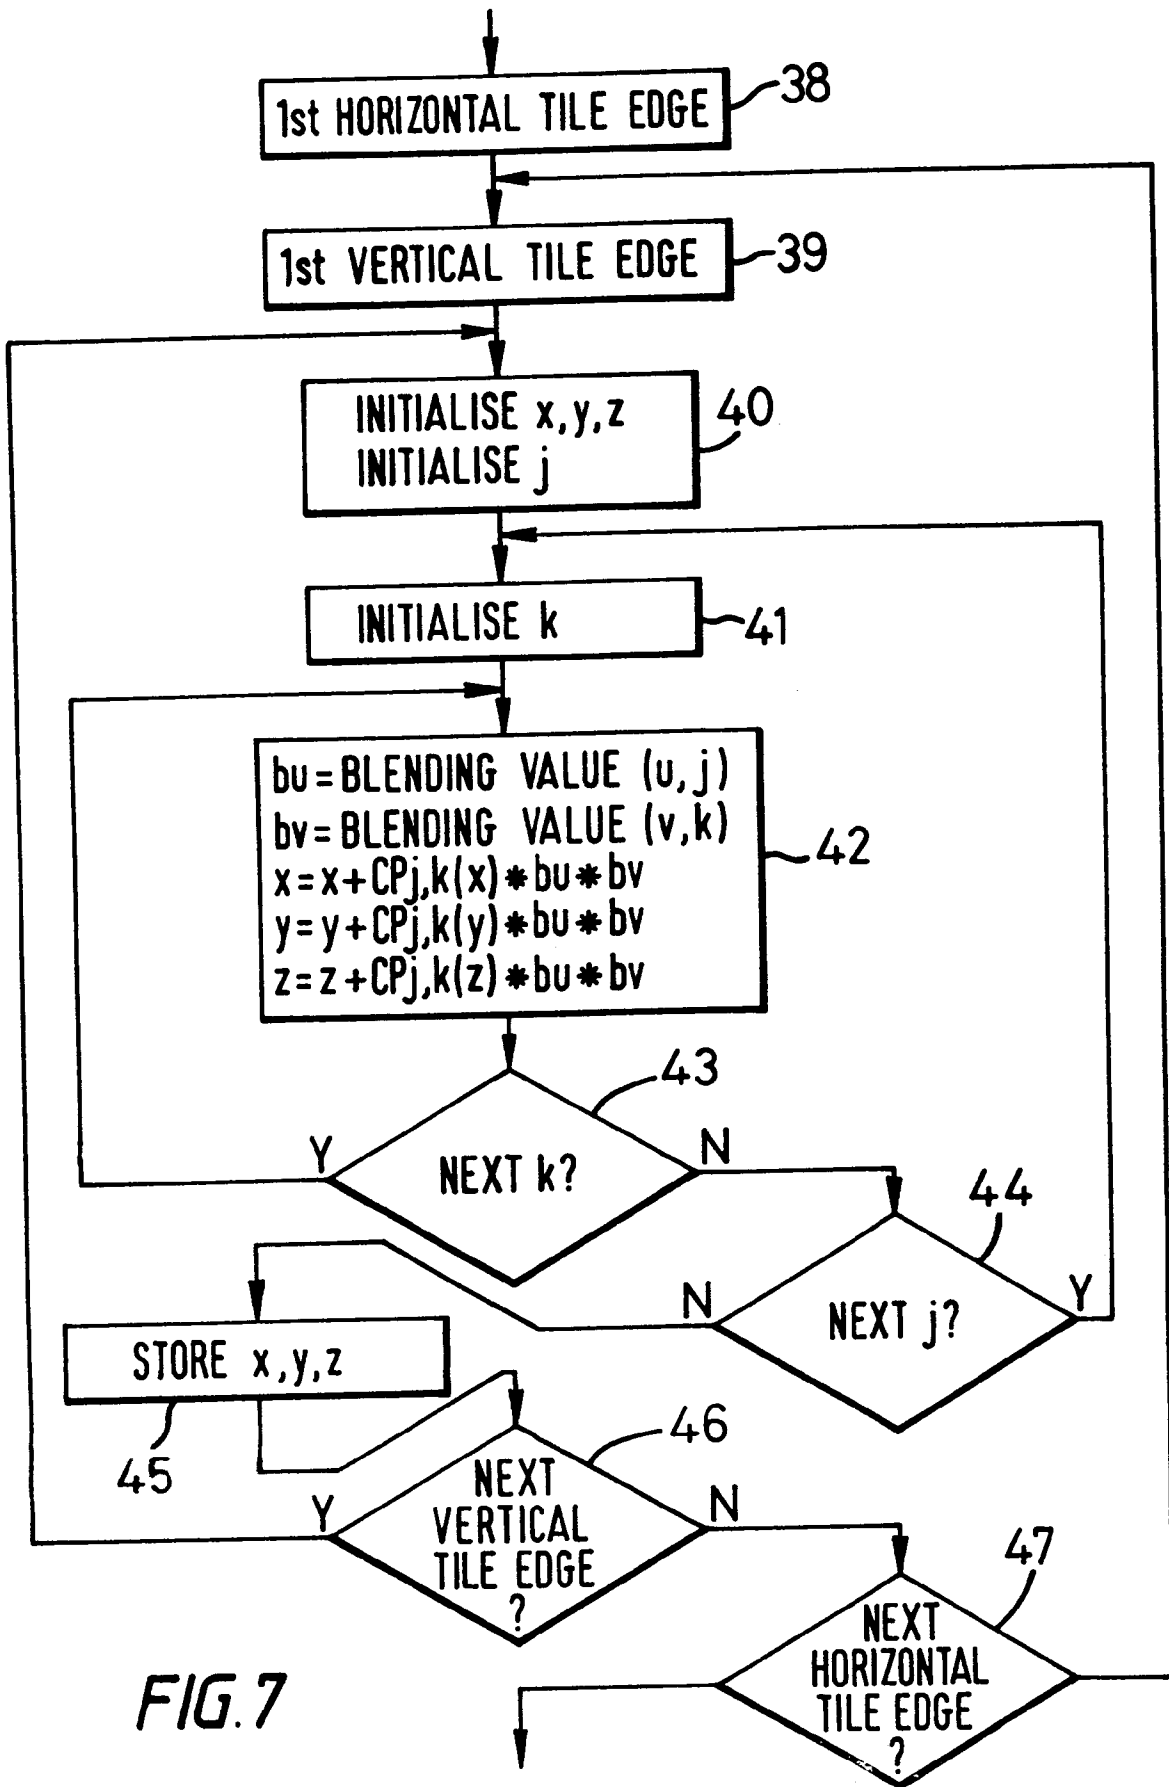 1st HORIZONTAL TILE EDGE
38
1st VERTICAL TILE EDGE
39
INITIALISE x,y,z
INITIALISE j
40
INITIALISE k
41
bu=BLENDING VALUE (u,j)
bv=BLENDING VALUE (v,k)
x=x+CPj,k(x)*bu*bv
y=y+CPj,k(y)*bu*bv
z=z+CPj,k(z)*bu*bv
42
43
Y
NEXT k?
N
44
N
NEXT j?
Y
STORE x,y,z
45
46
Y
NEXT
VERTICAL
TILE EDGE
?
N
47
NEXT
HORIZONTAL
TILE EDGE
?
FIG.7